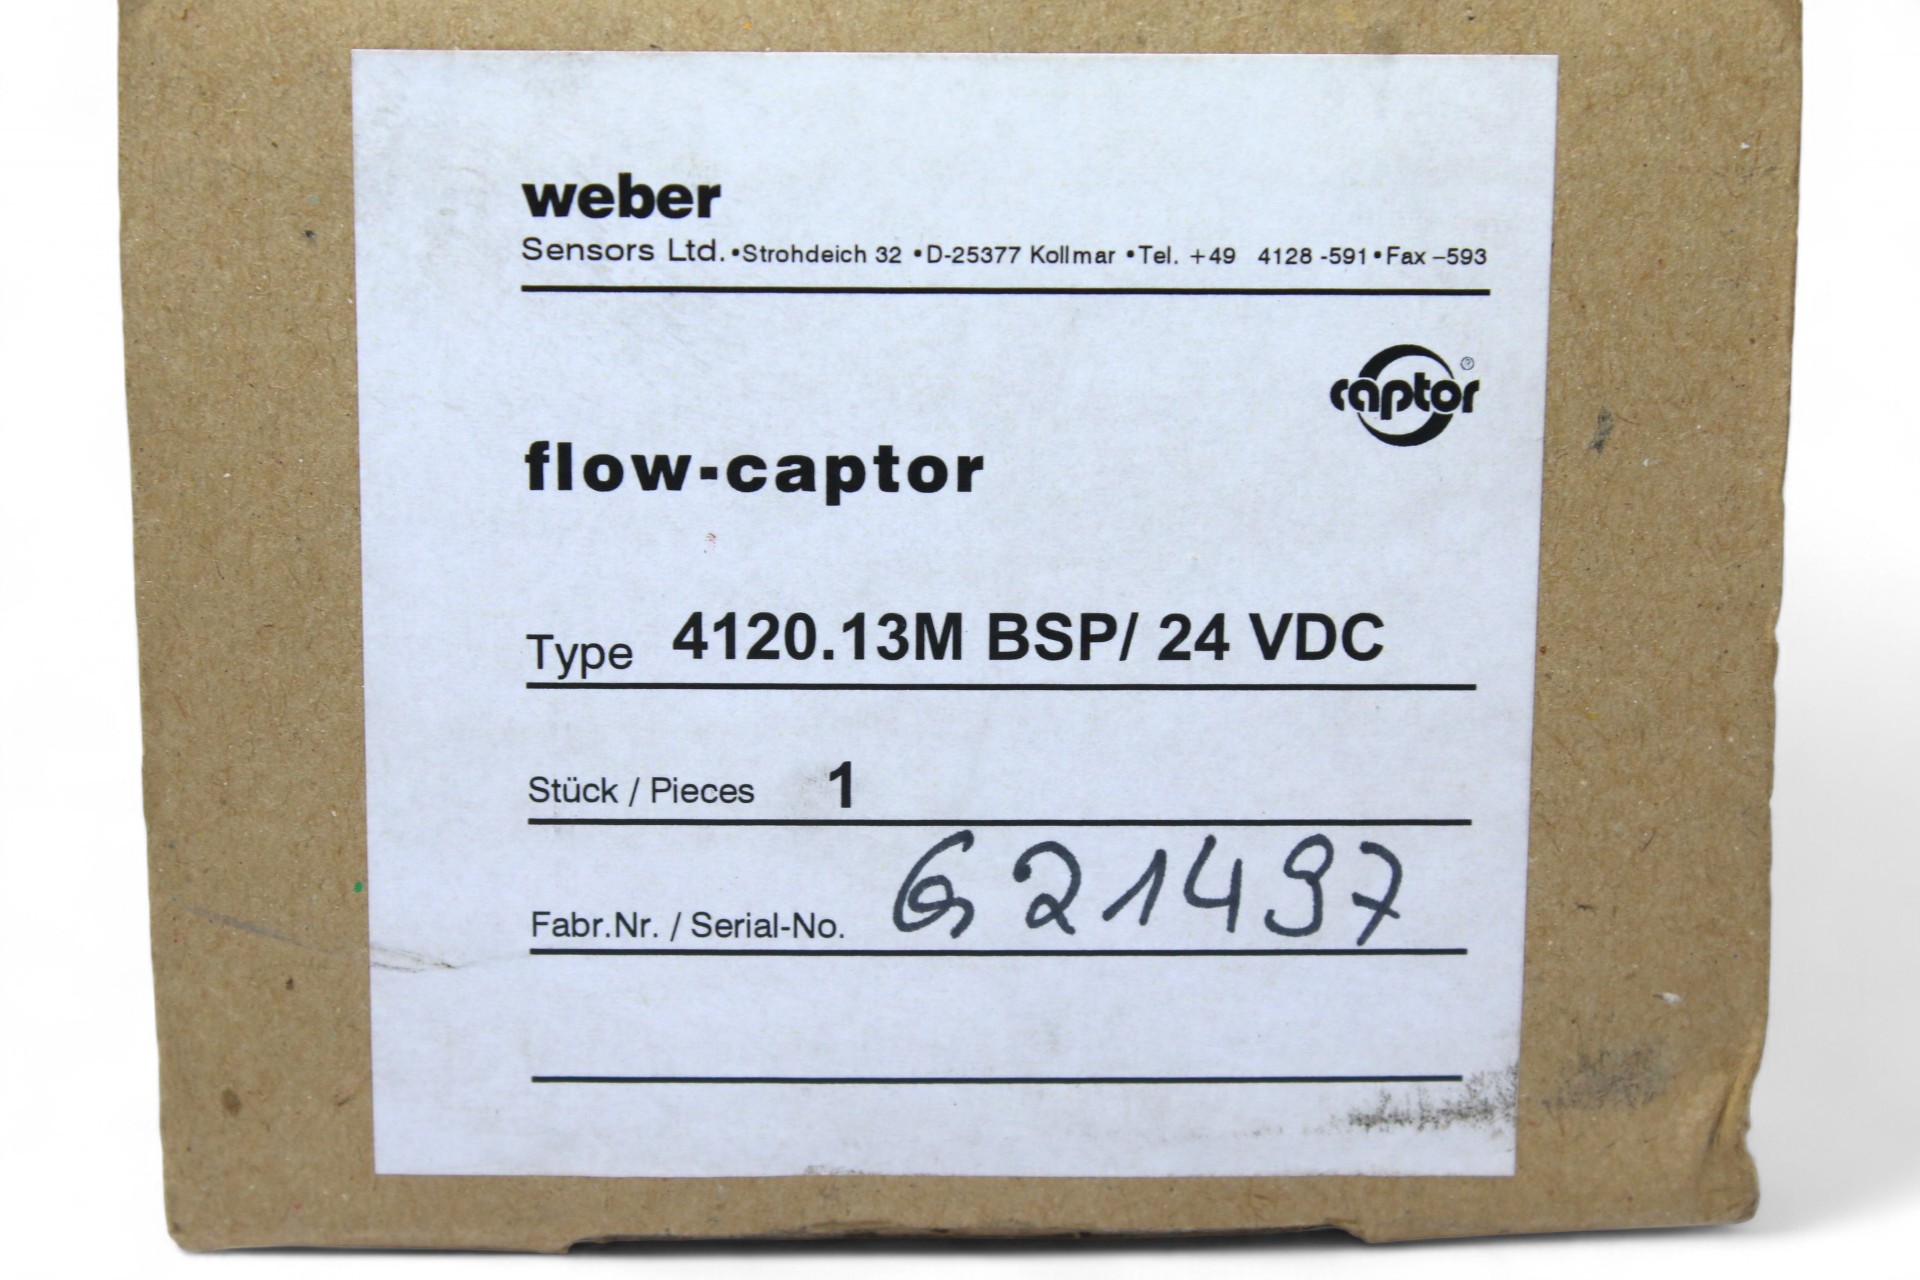 weber
Sensors Ltd. •Strohdeich 32 •D-25377 Kollmar •Tel. +49 4128 -591•Fax –593
captor ®
flow-captor
Type 4120.13M BSP/ 24 VDC
Stück / Pieces 1
Fabr.Nr. / Serial-No. G21497